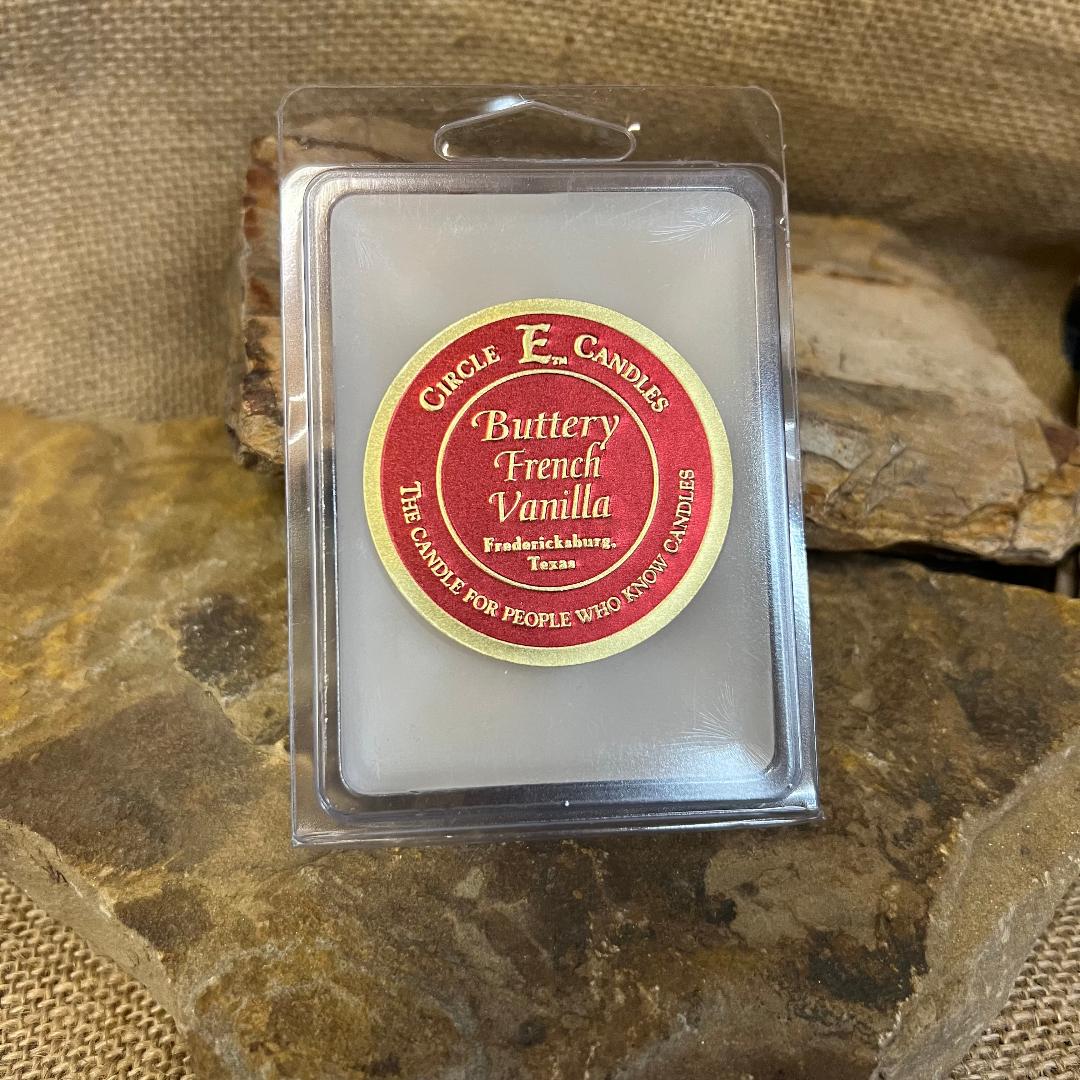 CIRCLE E™ CANDLES
Buttery
French
Vanilla
Fredericksburg,
Texas
THE CANDLE FOR PEOPLE WHO KNOW CANDLES